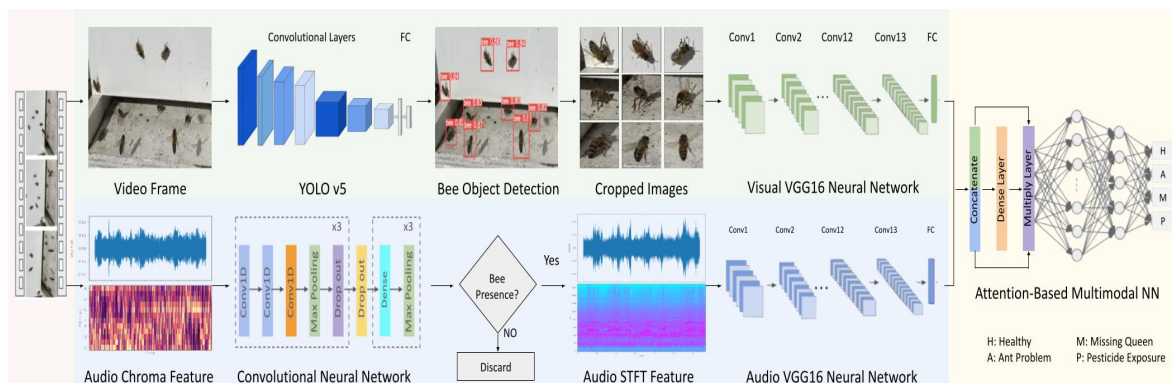 Convolutional Layers FC
Conv1 Conv2 Conv12 Conv13 FC
Video Frame
YOLO v5
Bee Object Detection
Cropped Images
Visual VGG16 Neural Network
x3
x3
Conv1D
Conv1D
Conv1D
Max Pooling
Drop out
Drop out
Dense
Max Pooling
Bee
Presence?
Yes
NO
Discard
Conv1 Conv2 Conv12 Conv13 FC
Audio Chroma Feature
Convolutional Neural Network
Audio STFT Feature
Audio VGG16 Neural Network
Concatenate
Dense Layer
Multiply Layer
H
A
M
P
Attention-Based Multimodal NN
H: Healthy M: Missing Queen
A: Ant Problem P: Pesticide Exposure